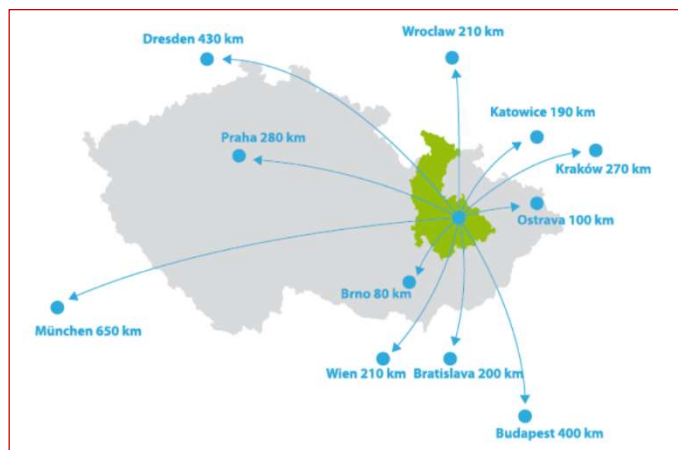 Wroclaw 210 km
Dresden 430 km
Katowice 190 km
Praha 280 km
Kraków 270 km
Ostrava 100 km
Brno 80 km
München 650 km
Wien 210 km
Bratislava 200 km
Budapest 400 km